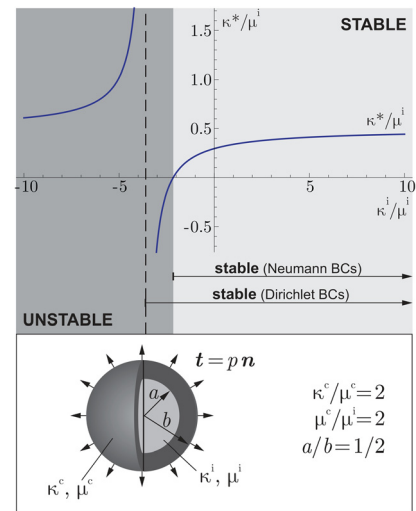 κ*/μⁱ
STABLE
1.5
1.0
κ*/μⁱ
0.5
-10
-5
5
10
κⁱ/μⁱ
-0.5
stable (Neumann BCs)
stable (Dirichlet BCs)
UNSTABLE
t = p n
a
b
κᶜ/μᶜ=2
μᶜ/μⁱ=2
a/b=1/2
κᶜ, μᶜ
κⁱ, μⁱ